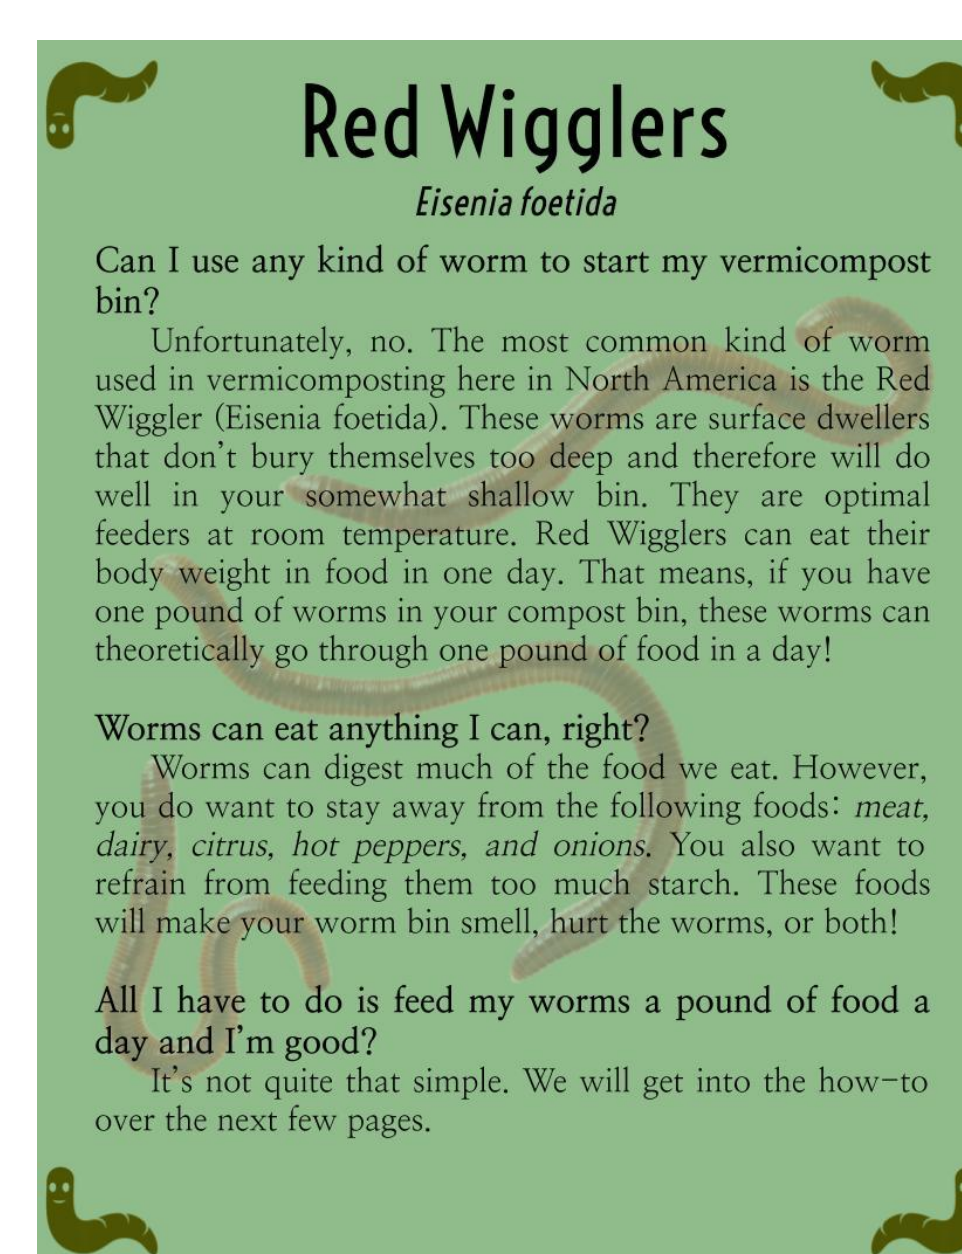 Red Wigglers
Eisenia foetida
Can I use any kind of worm to start my vermicompost
bin?
Unfortunately, no. The most common kind of worm
used in vermicomposting here in North America is the Red
Wiggler (Eisenia foetida). These worms are surface dwellers
that don't bury themselves too deep and therefore will do
well in your somewhat shallow bin. They are optimal
feeders at room temperature. Red Wigglers can eat their
body weight in food in one day. That means, if you have
one pound of worms in your compost bin, these worms can
theoretically go through one pound of food in a day!
Worms can eat anything I can, right?
Worms can digest much of the food we eat. However,
you do want to stay away from the following foods: meat,
dairy, citrus, hot peppers, and onions. You also want to
refrain from feeding them too much starch. These foods
will make your worm bin smell, hurt the worms, or both!
All I have to do is feed my worms a pound of food a
day and I'm good?
It's not quite that simple. We will get into the how-to
over the next few pages.